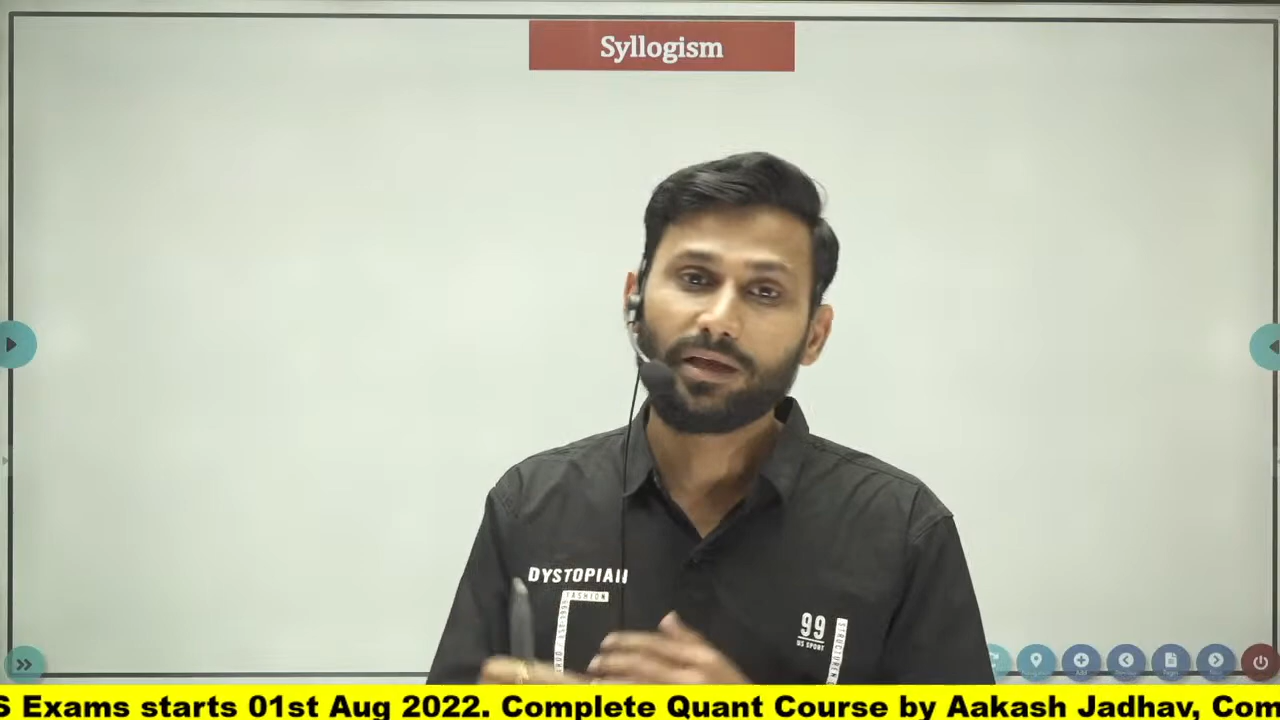 Syllogism
DYSTOPIAN
FASHION
99
US SPORT
S Exams starts 01st Aug 2022. Complete Quant Course by Aakash Jadhav, Com